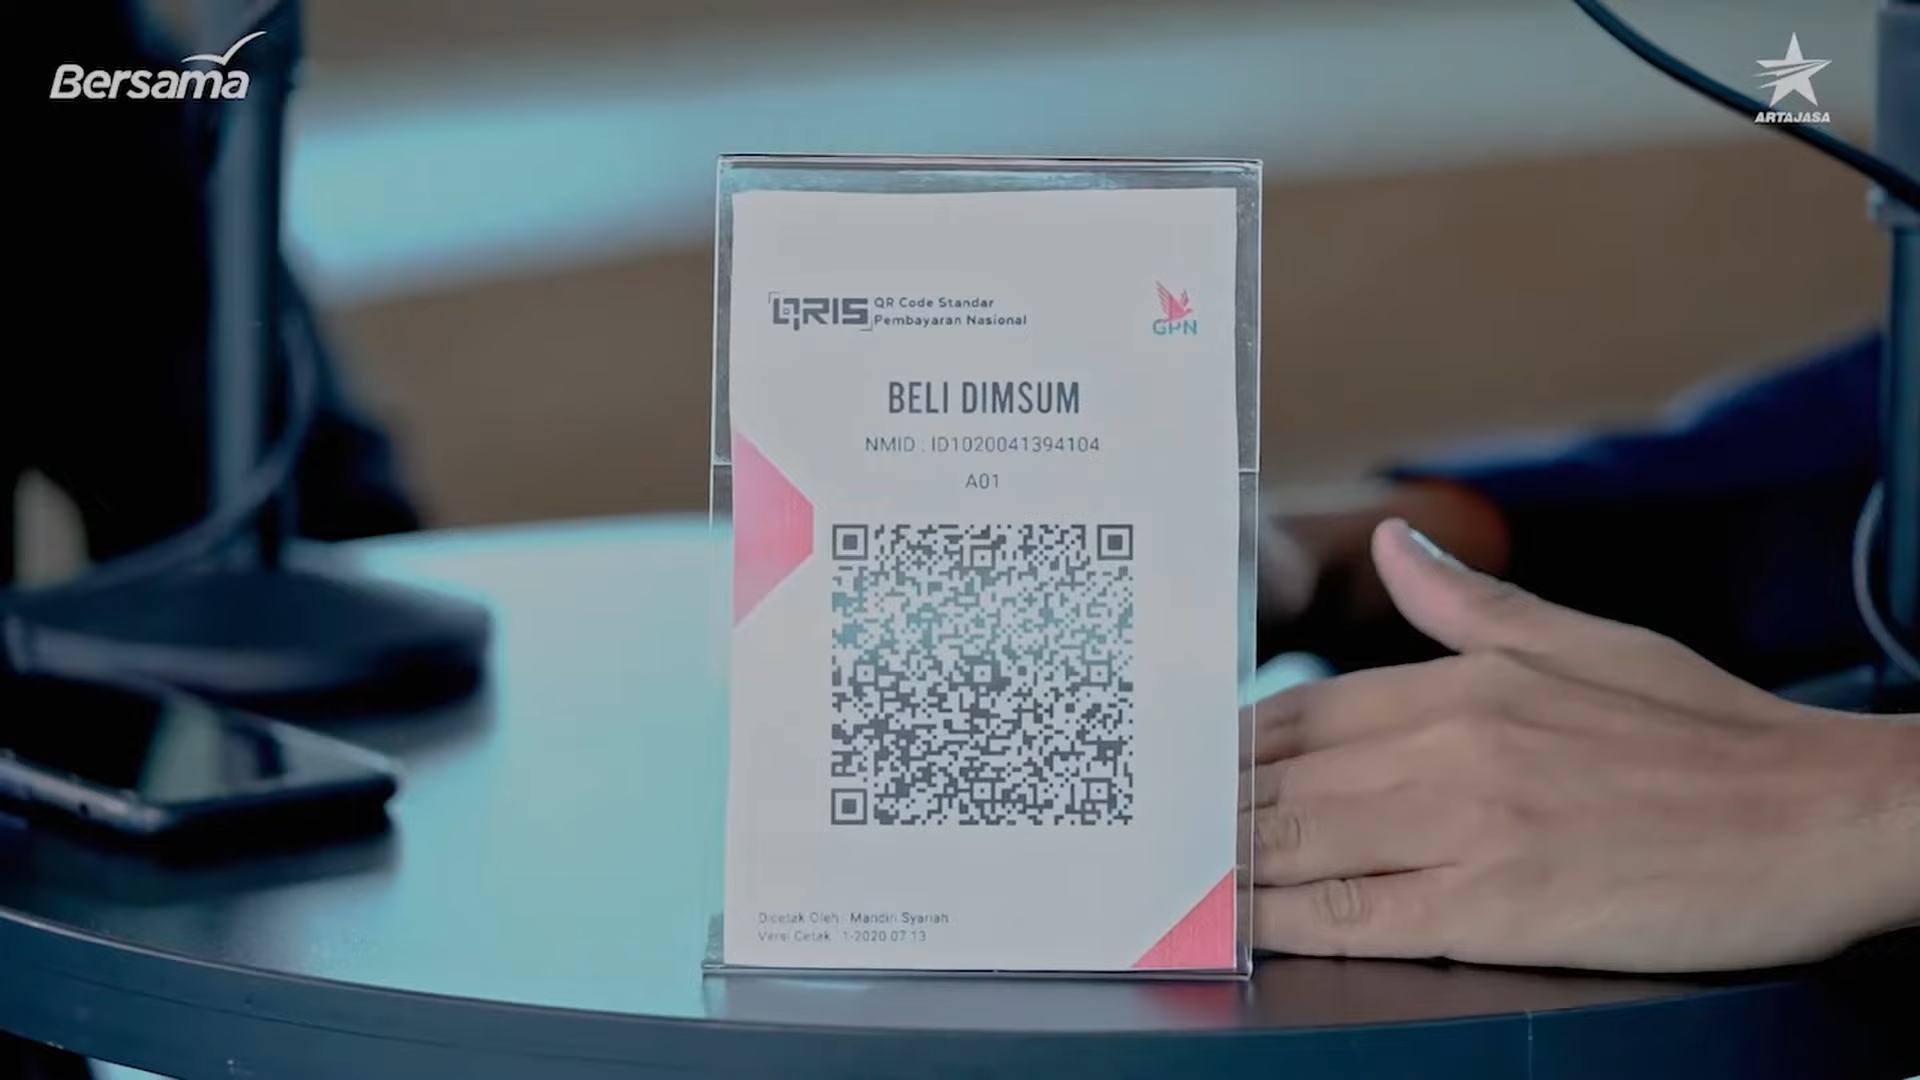 Bersama
ARTAJASA
QRIS QR Code Standar
Pembayaran Nasional
GPN
BELI DIMSUM
NMID : ID1020041394104
A01
Dicetak Oleh : Mandiri Syariah
Versi Cetak : 1-2020.07.13